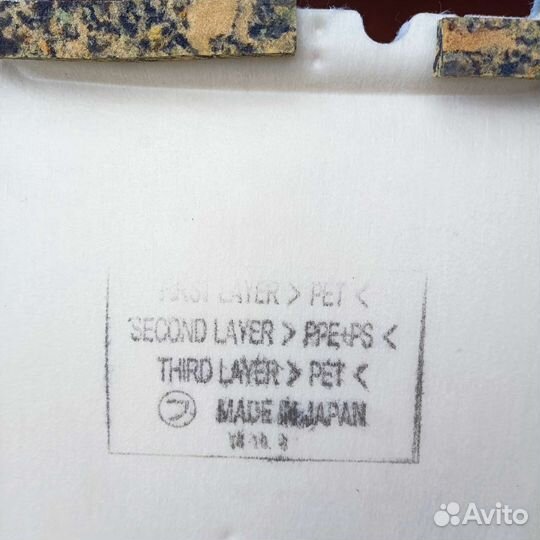 FIRST LAYER > PET <
SECOND LAYER > PPE+PS <
THIRD LAYER > PET <
MADE IN JAPAN
Avito